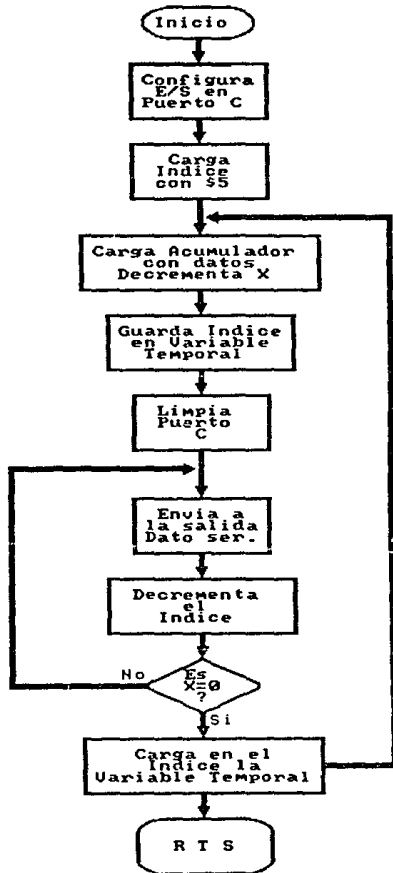 Inicio
Configura
E/S en
Puerto C
Carga
Indice
con $5
Carga Acumulador
con datos
Decrementa X
Guarda Indice
en Variable
Temporal
Limpia
Puerto
C
Envia a
la salida
Dato ser.
Decrementa
el
Indice
No
Es
X=0
?
Si
Carga en el
Indice la
Variable Temporal
R T S